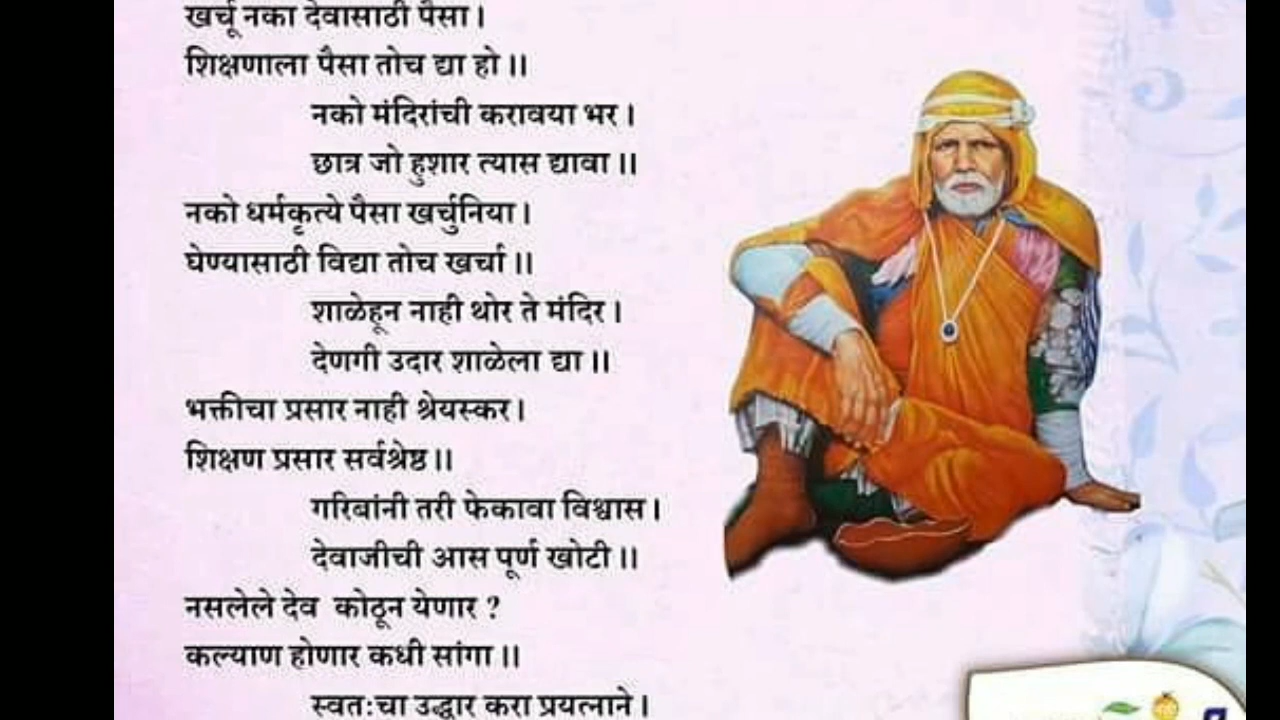 खर्चू नका देवासाठी पैसा ।
शिक्षणाला पैसा तोच द्या हो ॥
नको मंदिरांची करावया भर ।
छात्र जो हुशार त्यास द्यावा ॥
नको धर्मकृत्ये पैसा खर्चुनिया ।
घेण्यासाठी विद्या तोच खर्चा ॥
शाळेहून नाही थोर ते मंदिर ।
देणगी उदार शाळेला द्या ॥
भक्तीचा प्रसार नाही श्रेयस्कर ।
शिक्षण प्रसार सर्वश्रेष्ठ ॥
गरिबांनी तरी फेकावा विश्वास ।
देवाजीची आस पूर्ण खोटी ॥
नसलेले देव कोठून येणार ?
कल्याण होणार कधी सांगा ॥
स्वतःचा उद्धार करा प्रयत्नाने ।